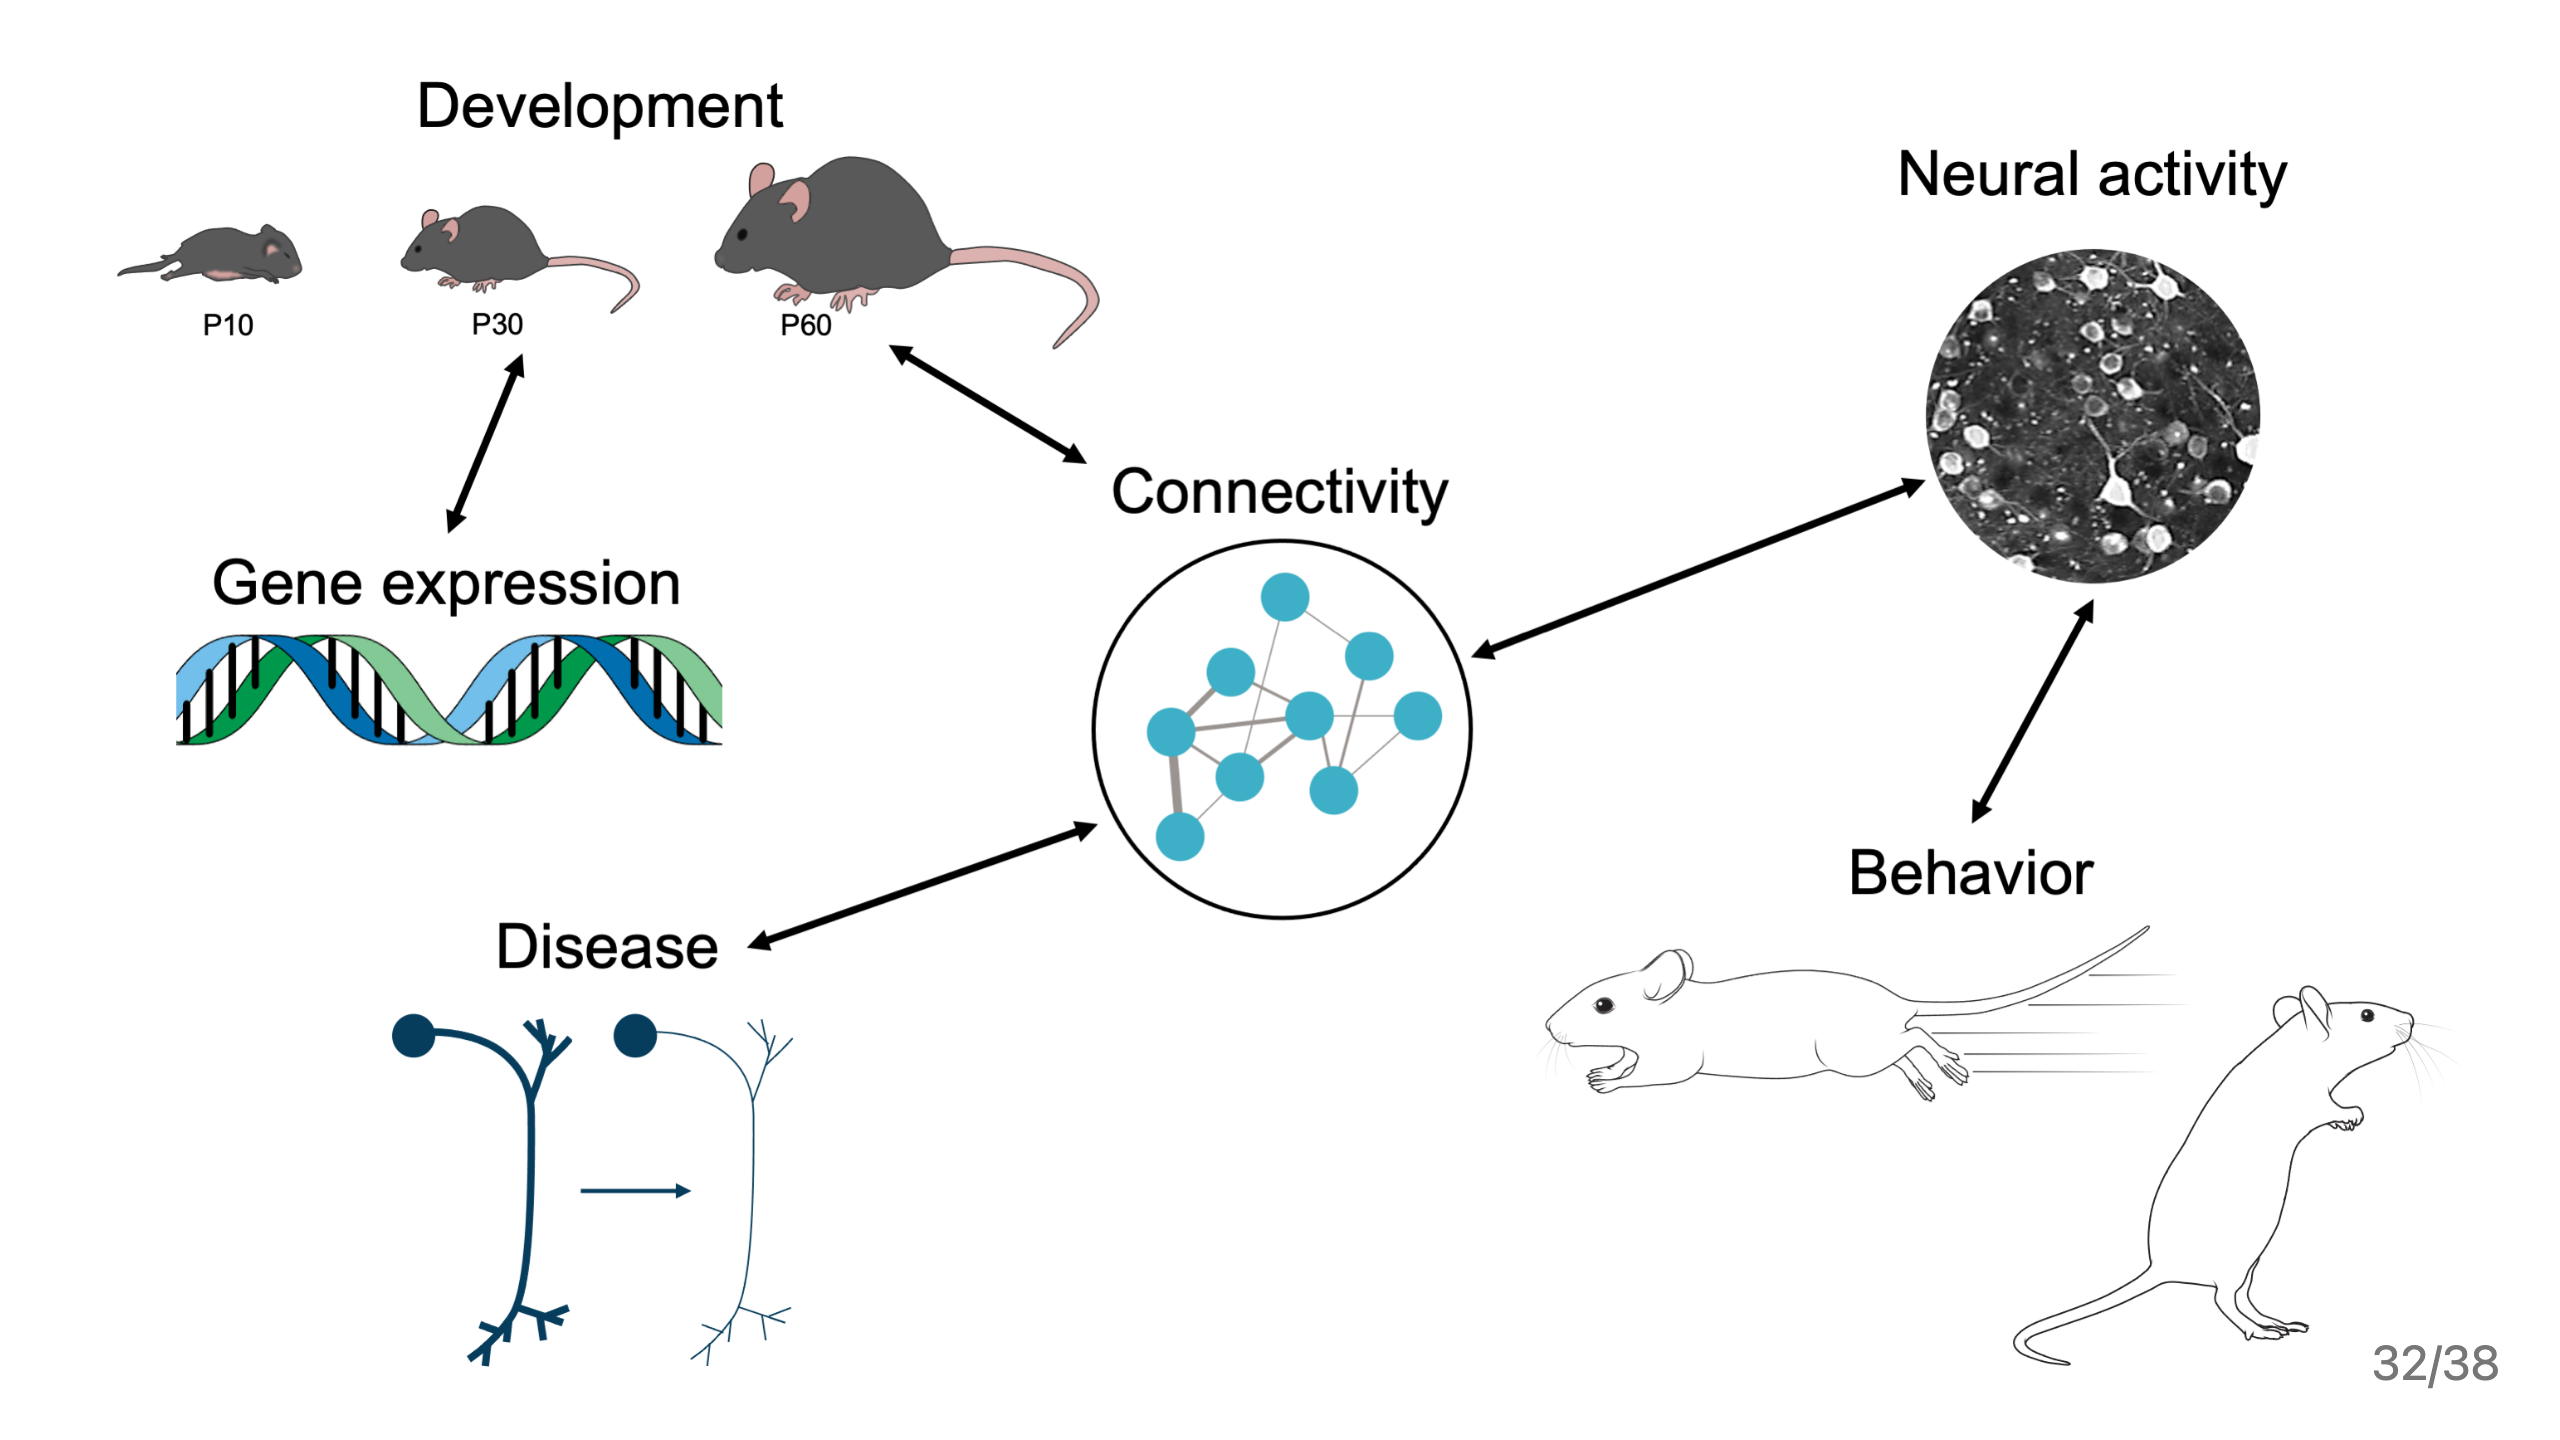 Development
P10
P30
P60
Neural activity
Connectivity
Gene expression
Disease
Behavior
32/38